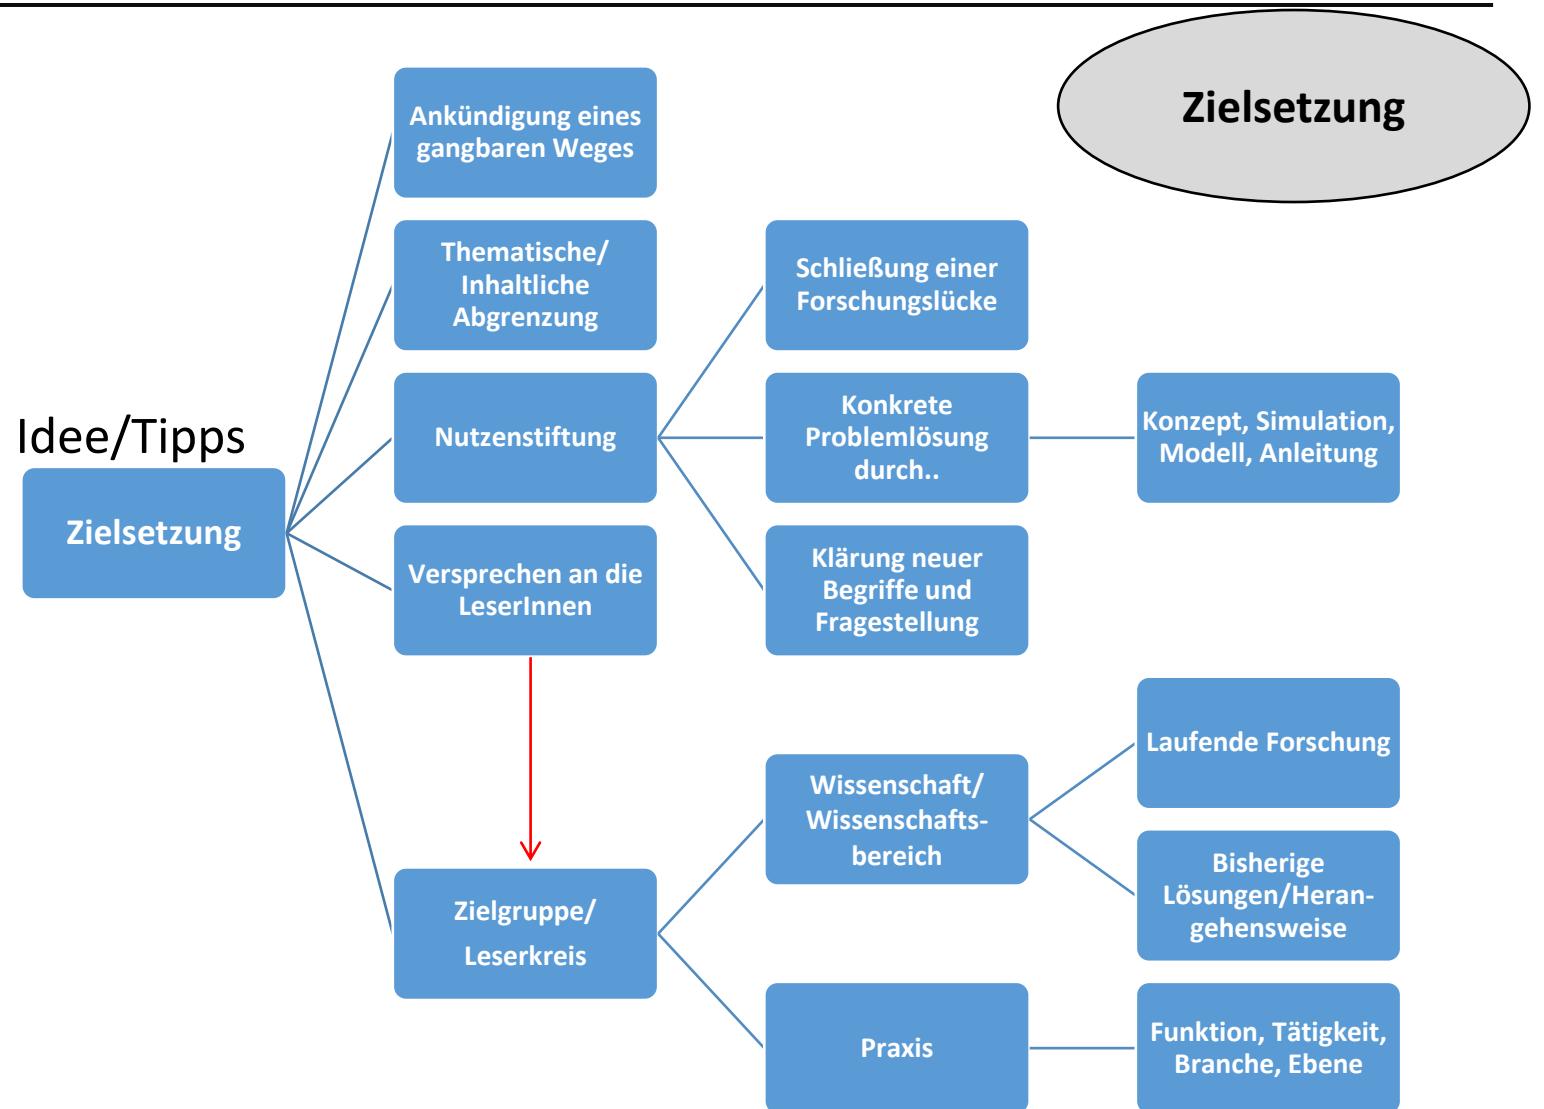 Zielsetzung
Idee/Tipps
Zielsetzung
Ankündigung eines
gangbaren Weges
Thematische/
Inhaltliche
Abgrenzung
Nutzenstiftung
Schließung einer
Forschungslücke
Konkrete
Problemlösung
durch..
Konzept, Simulation,
Modell, Anleitung
Klärung neuer
Begriffe und
Fragestellung
Versprechen an die
LeserInnen
Zielgruppe/
Leserkreis
Wissenschaft/
Wissenschafts-
bereich
Laufende Forschung
Bisherige
Lösungen/Heran-
gehensweise
Praxis
Funktion, Tätigkeit,
Branche, Ebene